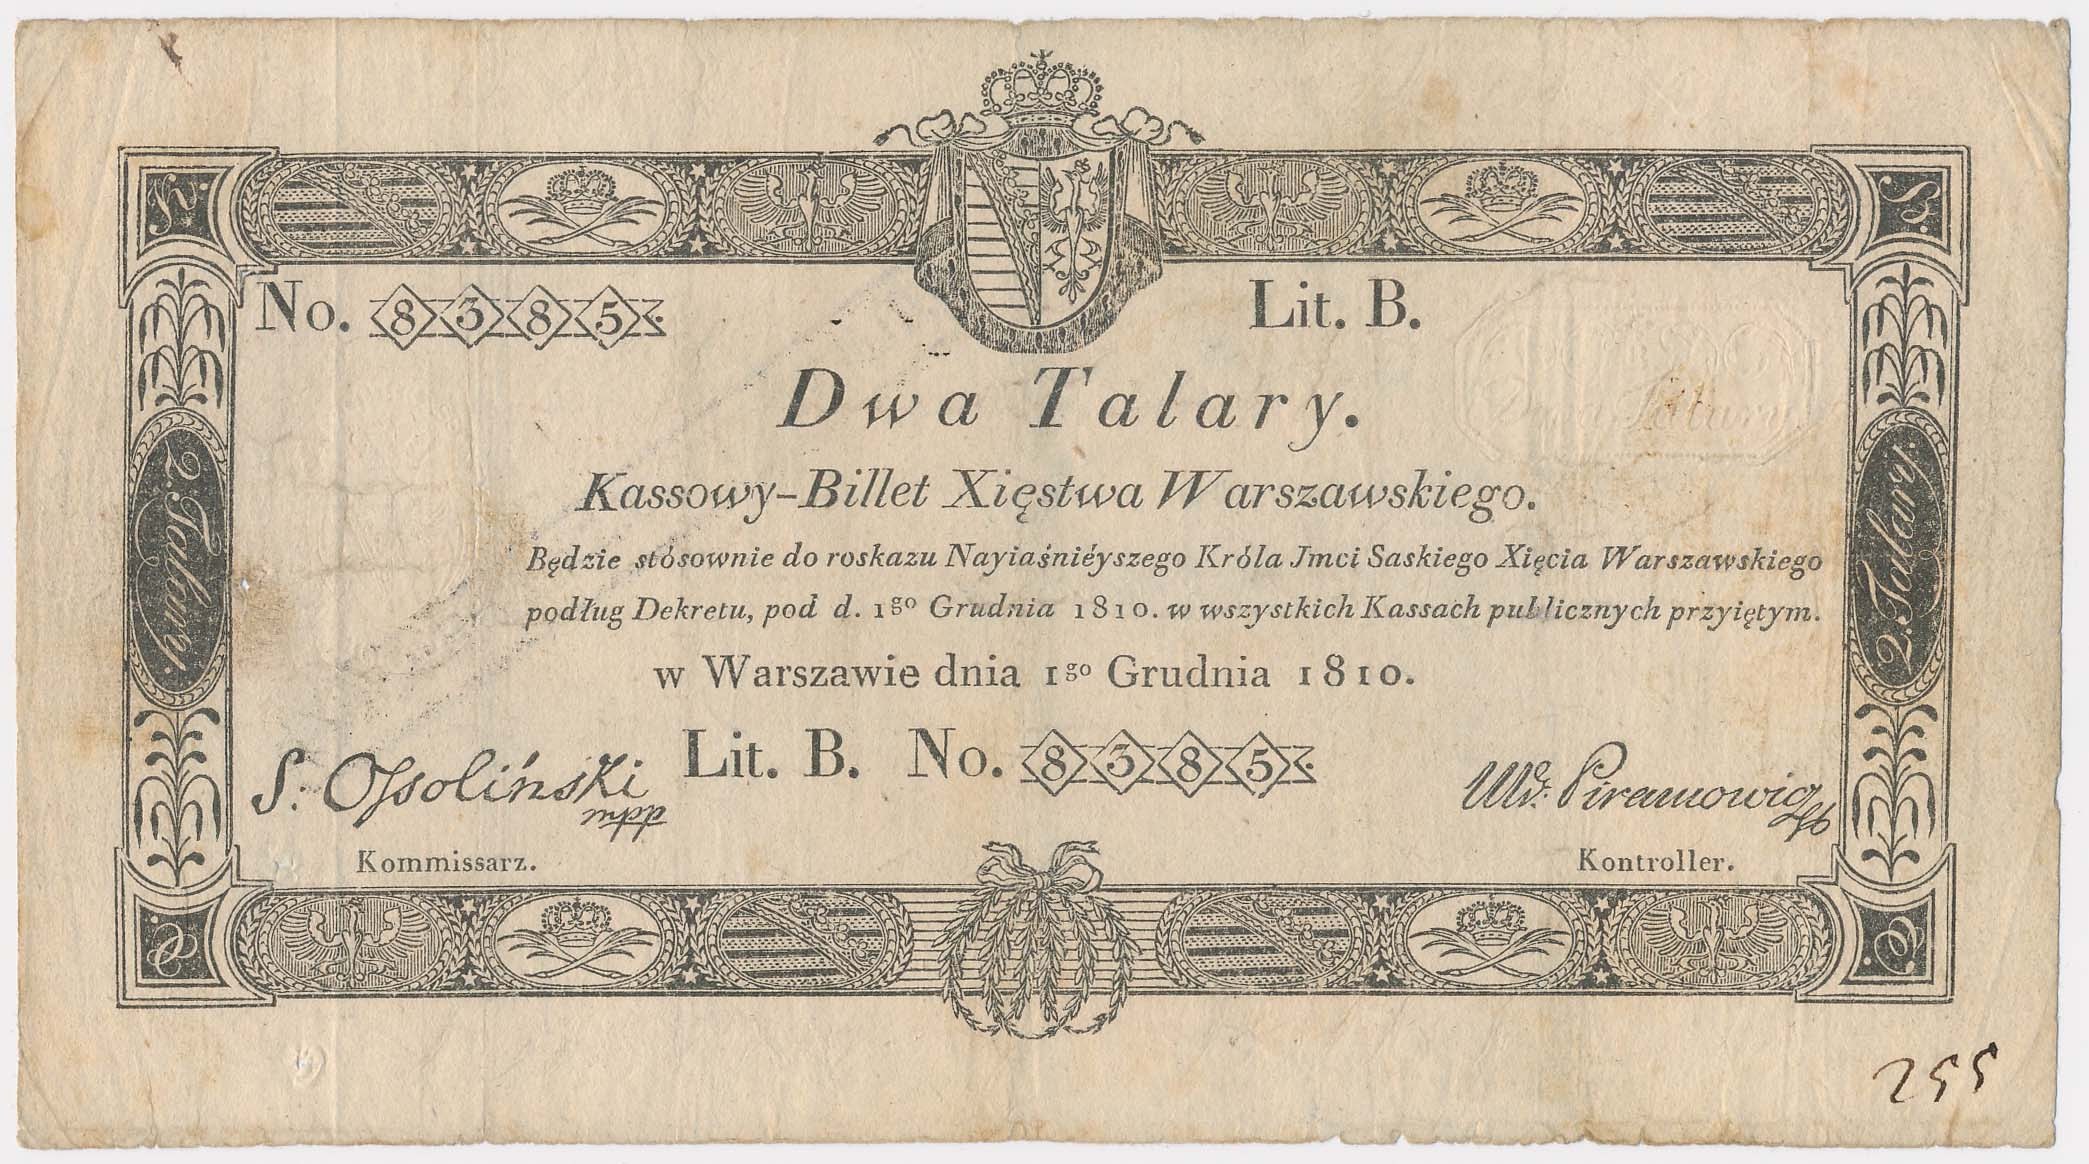 No. 8385.
Lit. B.
Dwa Talary.
Kassowy-Billet Xięstwa Warszawskiego.
Będzie stósownie do roskazu Nayiaśniéyszego Króla Jmci Saskiego Xięcia Warszawskiego
podług Dekretu, pod d. 1go Grudnia 1810. w wszystkich Kassach publicznych przyiętym.
w Warszawie dnia 1go Grudnia 1810.
Lit. B. No. 8385.
S. Ossoliński
mpp
Kommissarz.
Kontroller.
2. Talary.
2. Talary.
Talary
255